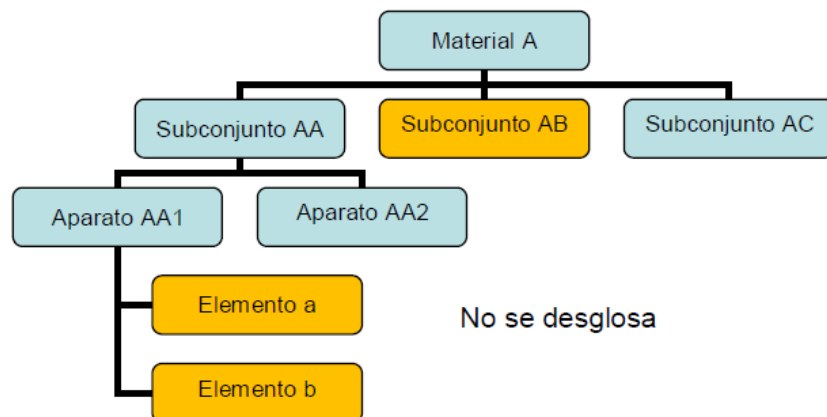 Material A
Subconjunto AA
Subconjunto AB
Subconjunto AC
Aparato AA1
Aparato AA2
Elemento a
No se desglosa
Elemento b